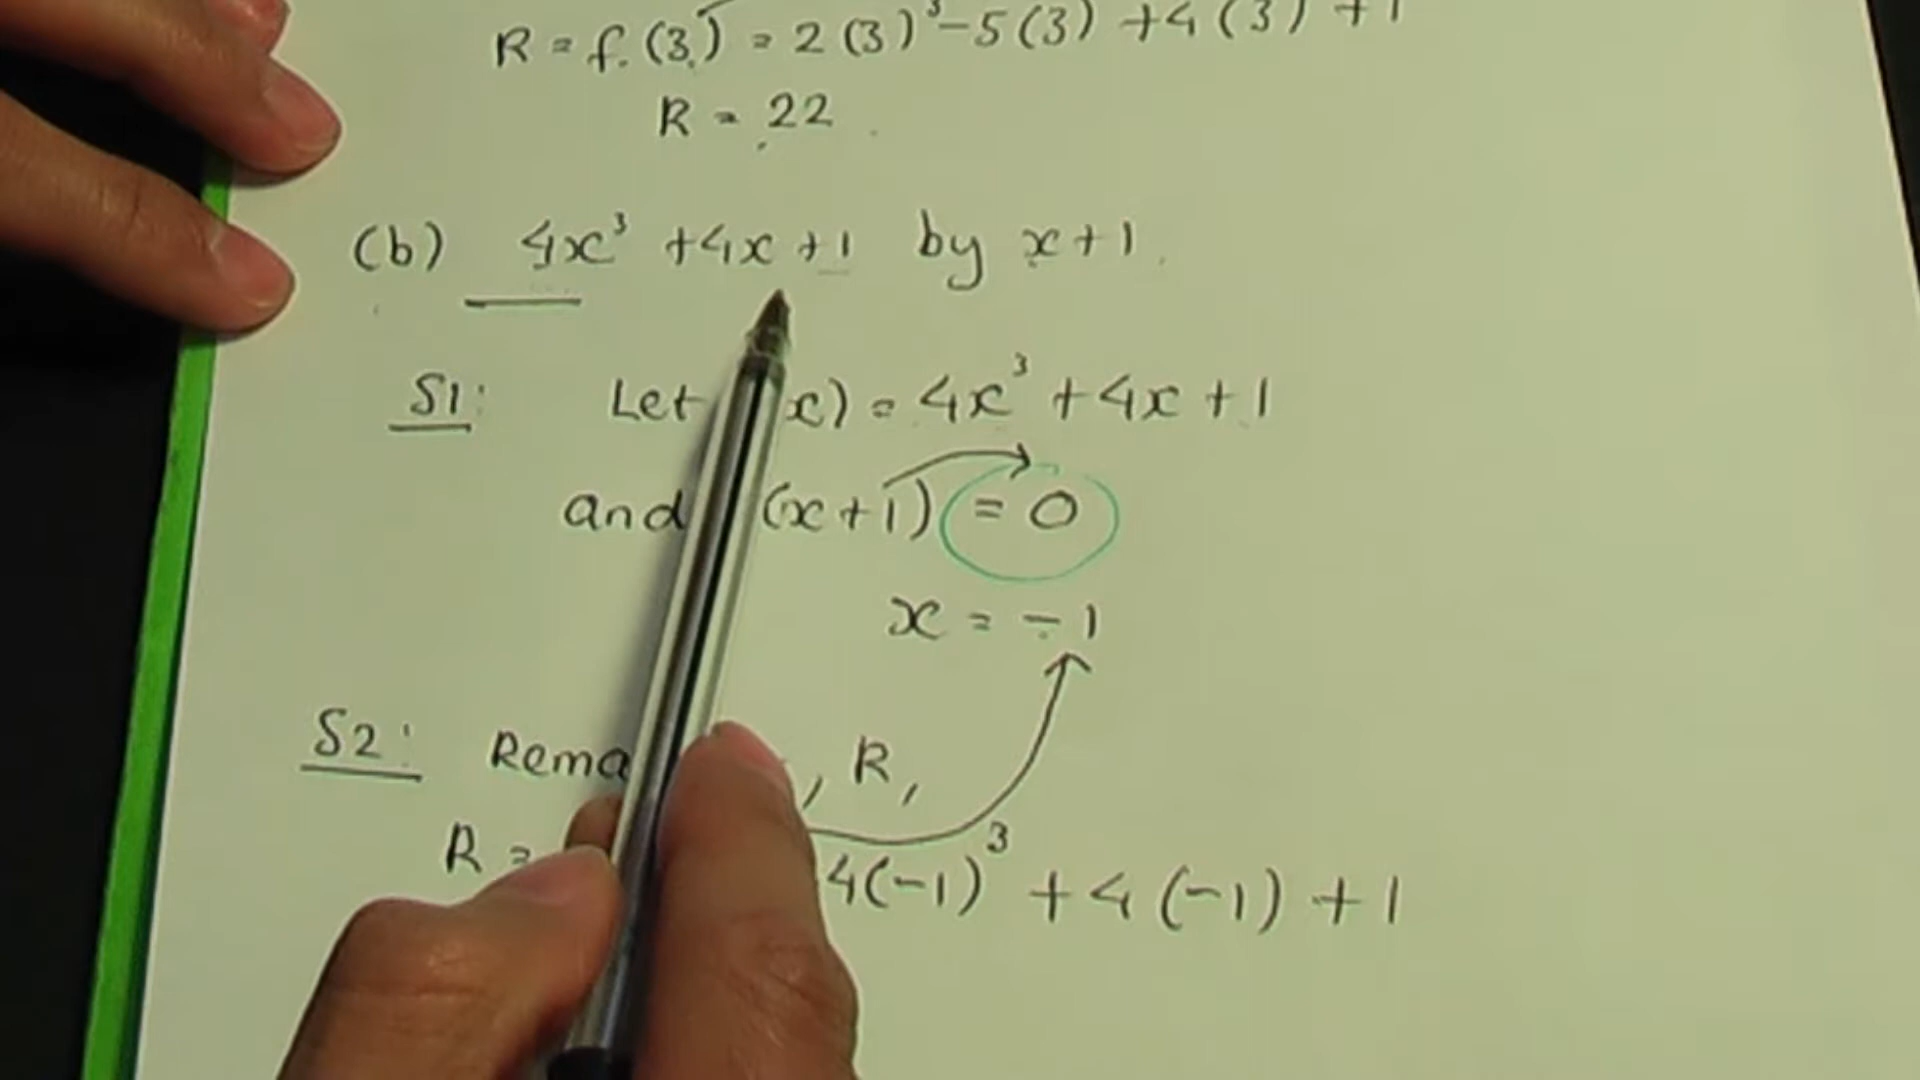 R = f(3) = 2(3)³ - 5(3) + 4(3) + 1
R = 22
(b) 4x³ + 4x + 1 by x + 1
S1: Let x) = 4x³ + 4x + 1
and (x + 1) = 0
x = -1
S2: , R,
R = 4(-1)³ + 4(-1) + 1